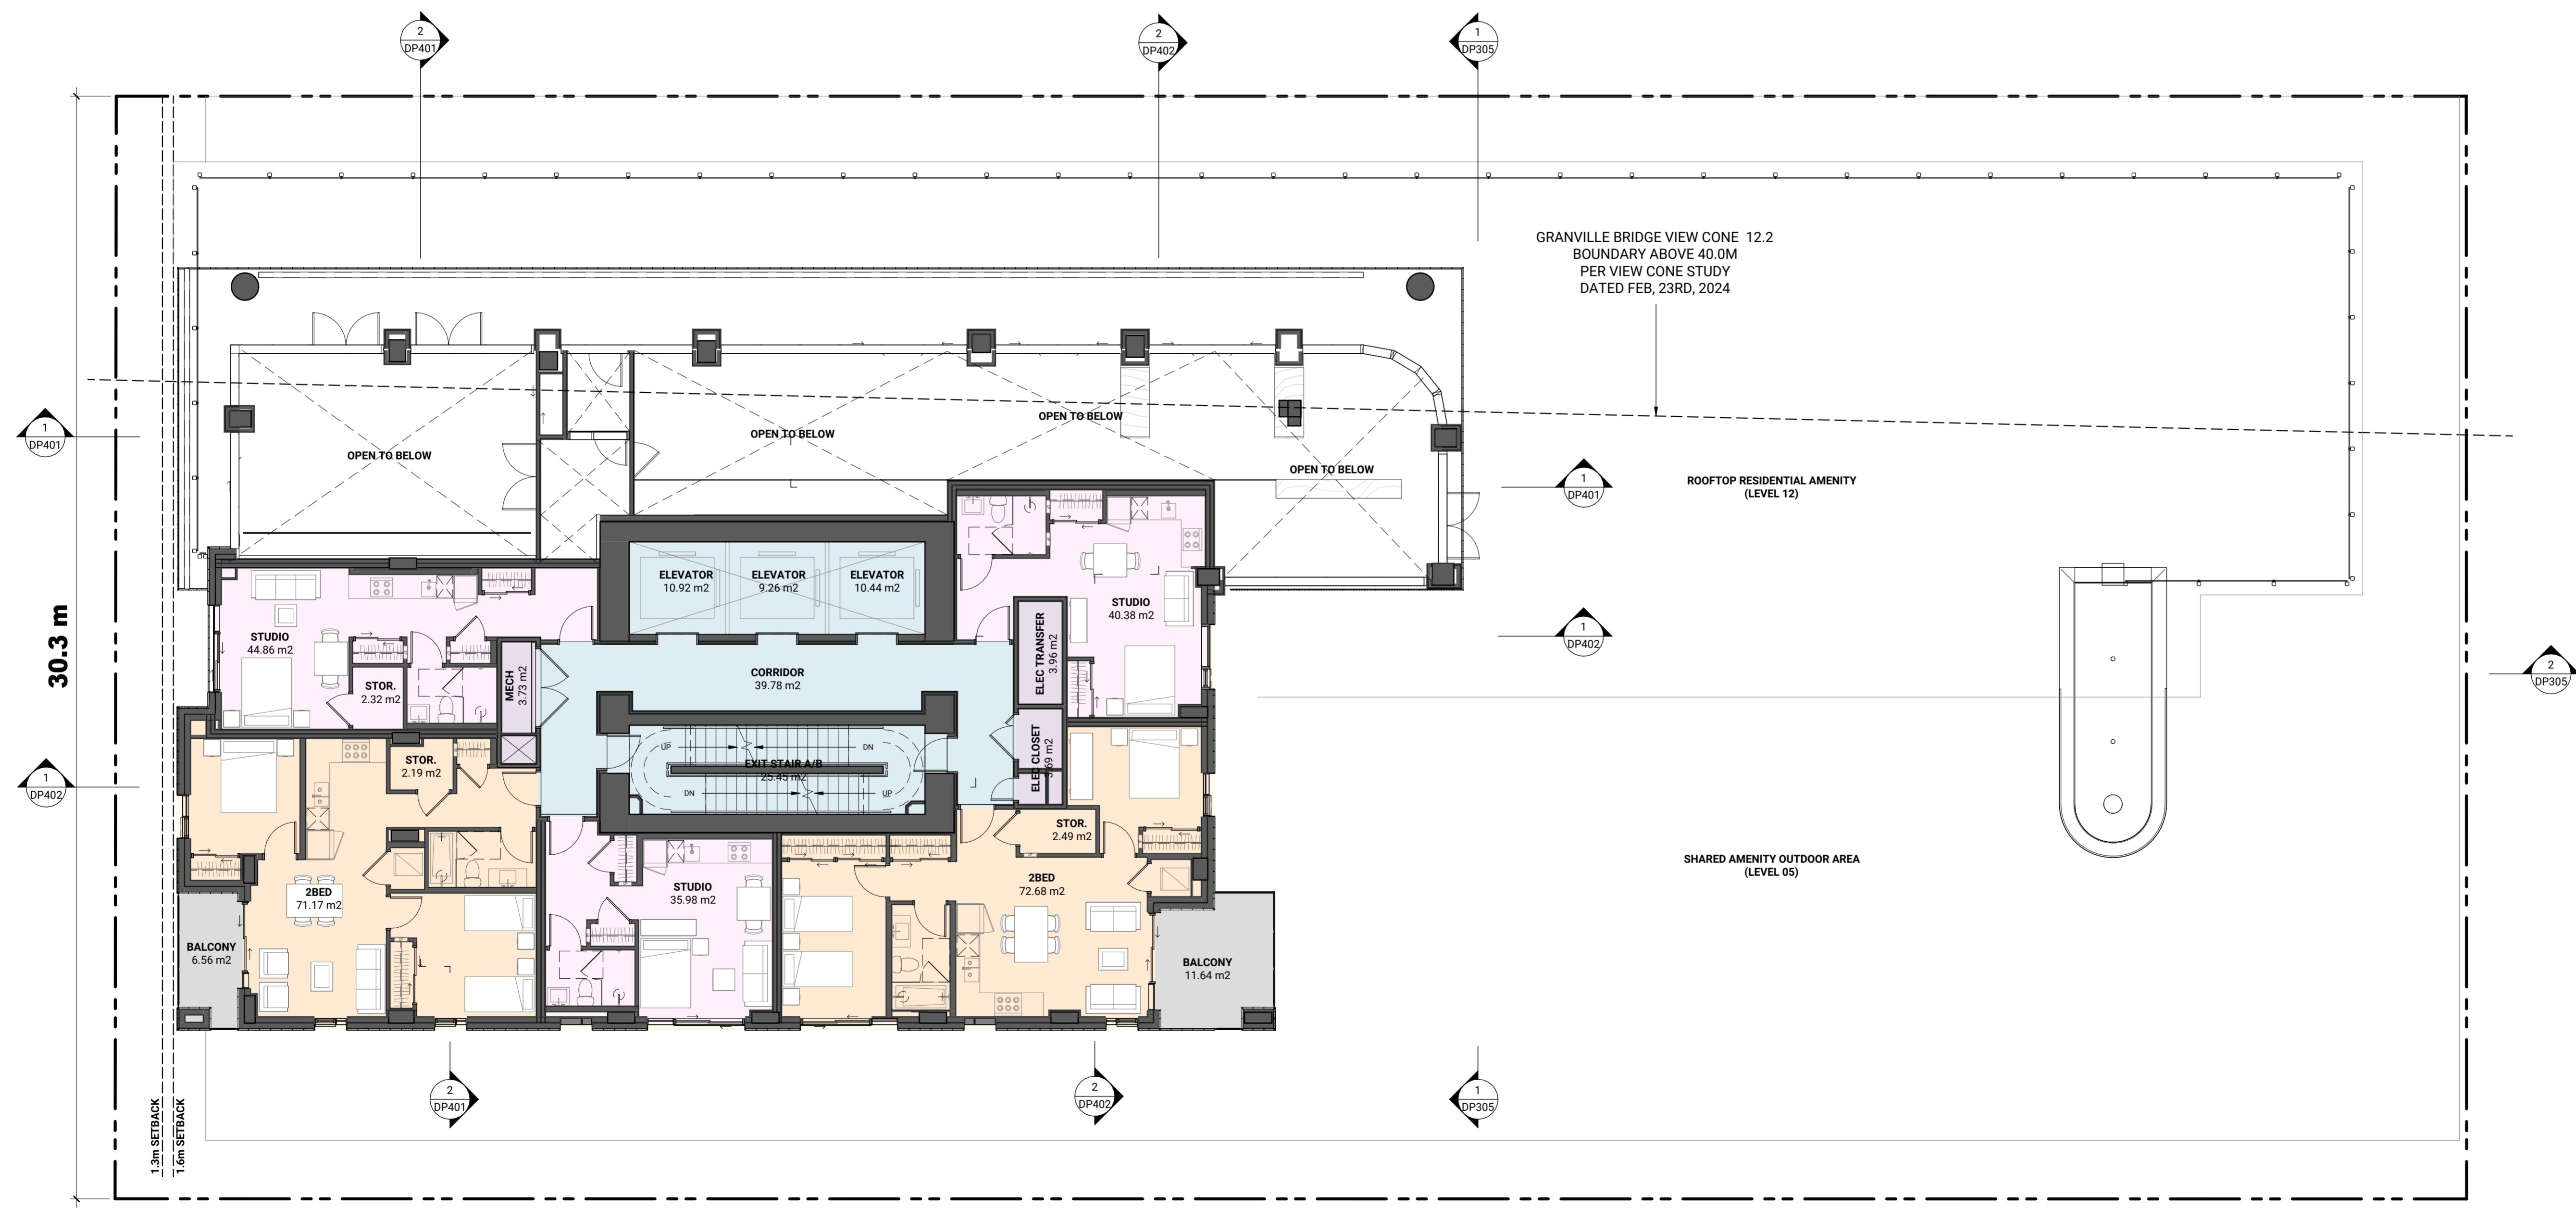 2
DP401
2
DP402
1
DP305
GRANVILLE BRIDGE VIEW CONE 12.2
BOUNDARY ABOVE 40.0M
PER VIEW CONE STUDY
DATED FEB, 23RD, 2024
1
DP401
OPEN TO BELOW
OPEN TO BELOW
OPEN TO BELOW
OPEN TO BELOW
1
DP401
ROOFTOP RESIDENTIAL AMENITY
(LEVEL 12)
30.3 m
ELEVATOR
10.92 m2
ELEVATOR
9.26 m2
ELEVATOR
10.44 m2
STUDIO
40.38 m2
STUDIO
44.86 m2
STOR.
2.32 m2
MECH
3.73 m2
CORRIDOR
39.78 m2
ELEC TRANSFER
3.96 m2
1
DP402
2
DP305
1
DP402
STOR.
2.19 m2
UP
DN
EXIT STAIR A/B
25.45 m2
DN
UP
ELEC CLOSET
3.69 m2
STOR.
2.49 m2
2BED
71.17 m2
STUDIO
35.98 m2
2BED
72.68 m2
SHARED AMENITY OUTDOOR AREA
(LEVEL 05)
BALCONY
6.56 m2
BALCONY
11.64 m2
2
DP401
2
DP402
1
DP305
1.3m SETBACK
1.6m SETBACK